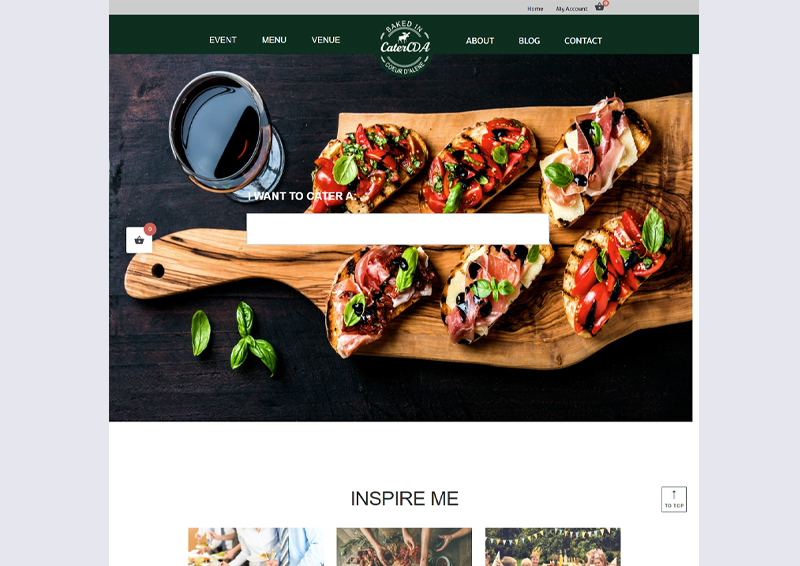 Home My Account 0
EVENT MENU VENUE
BAKED IN
CaterCDA
COEUR D'ALENE
ABOUT BLOG CONTACT
I WANT TO CATER A:
0
INSPIRE ME
↑
TO TOP